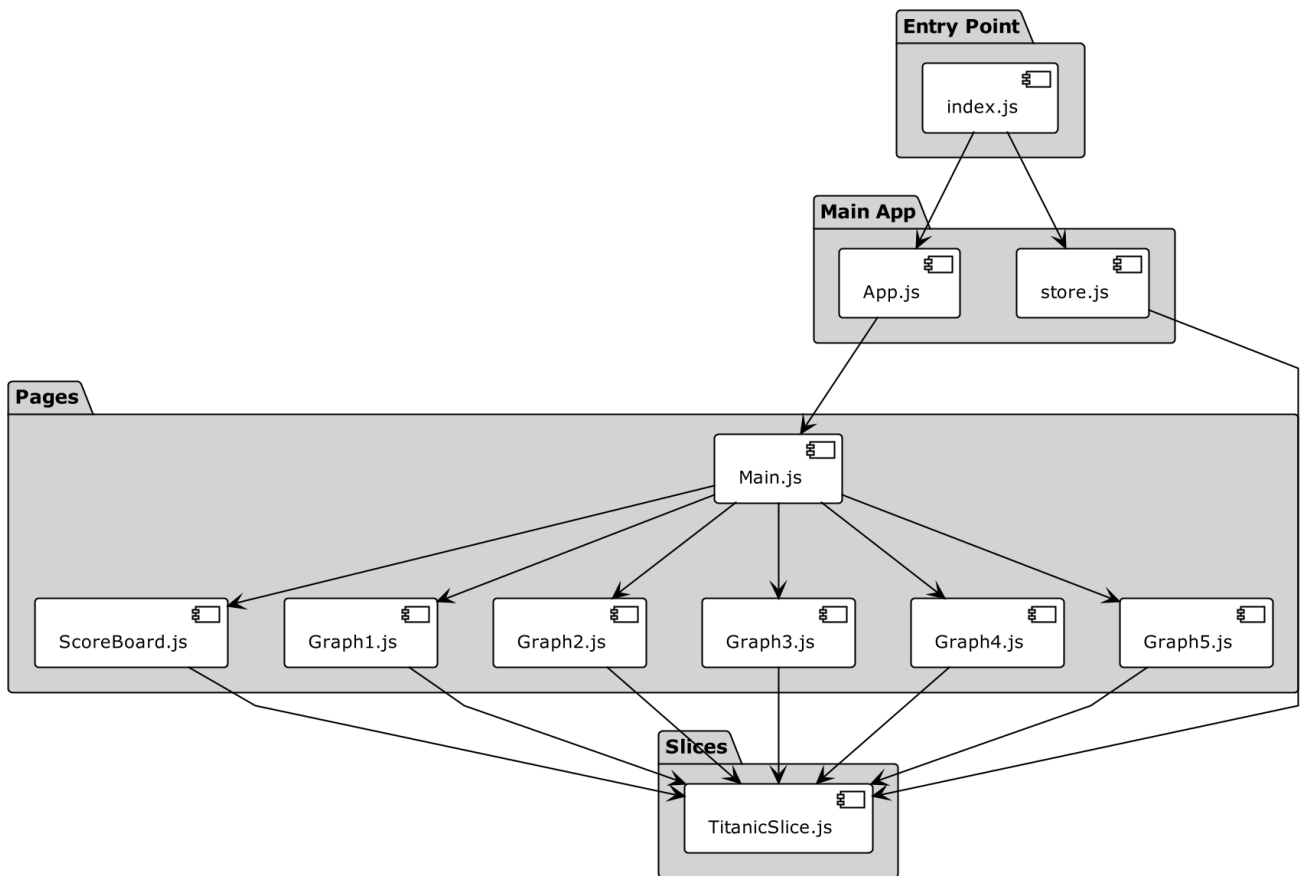 Entry Point
index.js
Main App
App.js
store.js
Pages
Main.js
ScoreBoard.js
Graph1.js
Graph2.js
Graph3.js
Graph4.js
Graph5.js
Slices
TitanicSlice.js